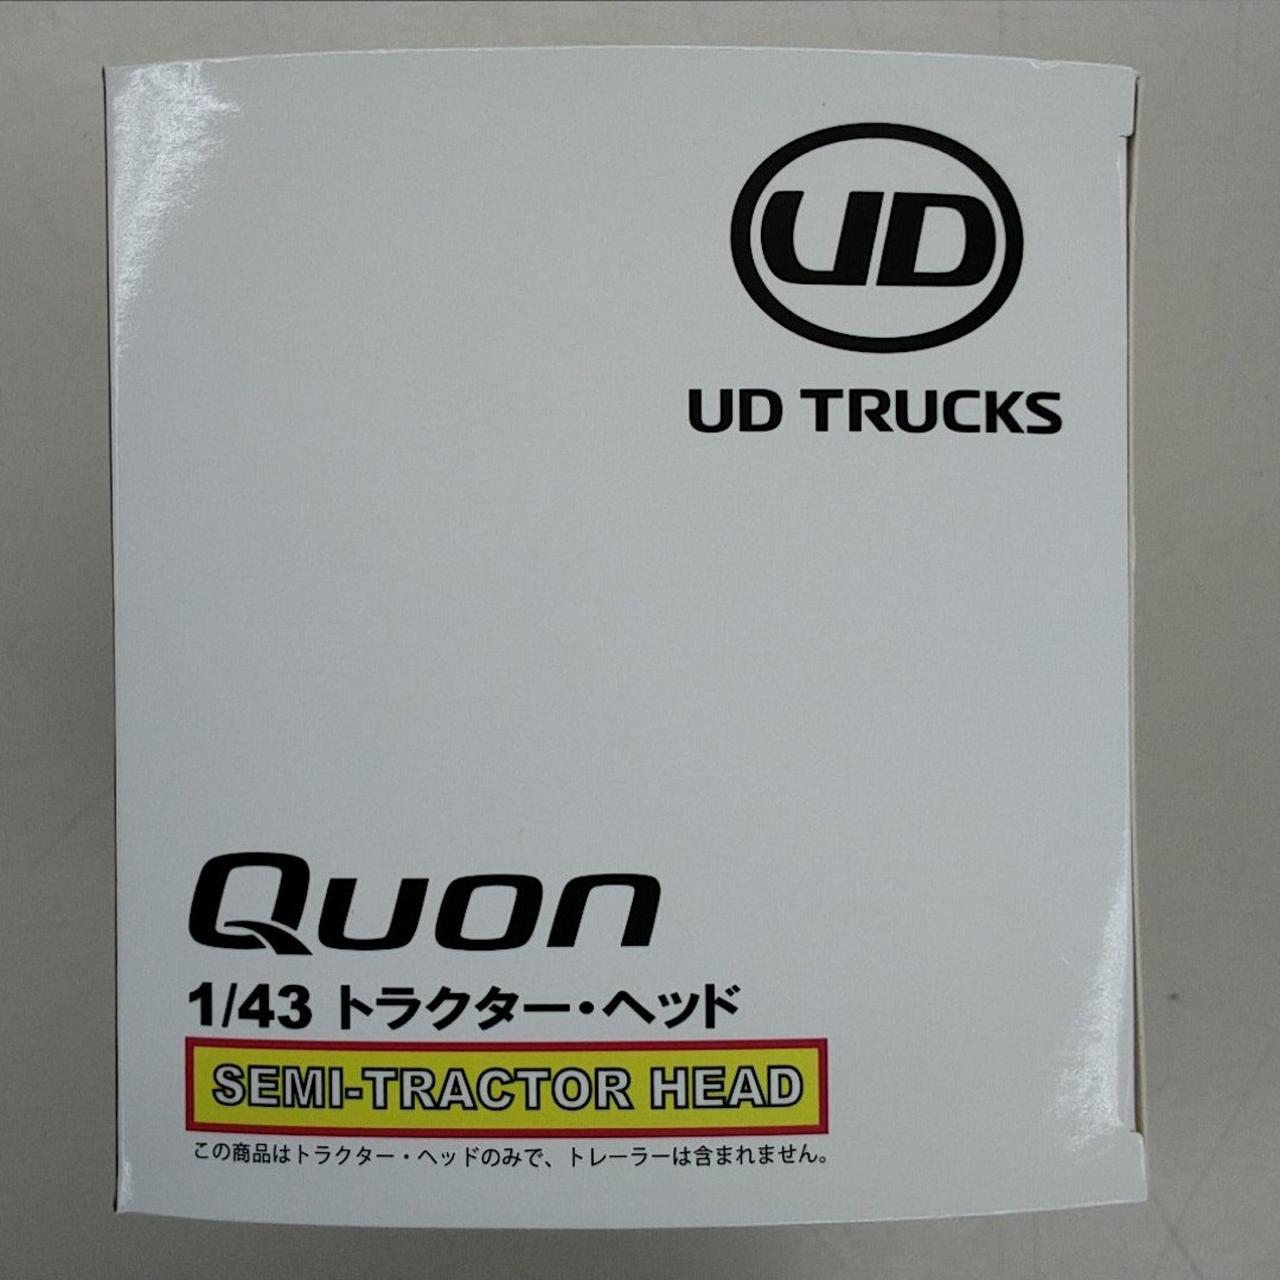 UD
UD TRUCKS
Quon
1/43 トラクター・ヘッド
SEMI-TRACTOR HEAD
この商品はトラクター・ヘッドのみで、トレーラーは含まれません。